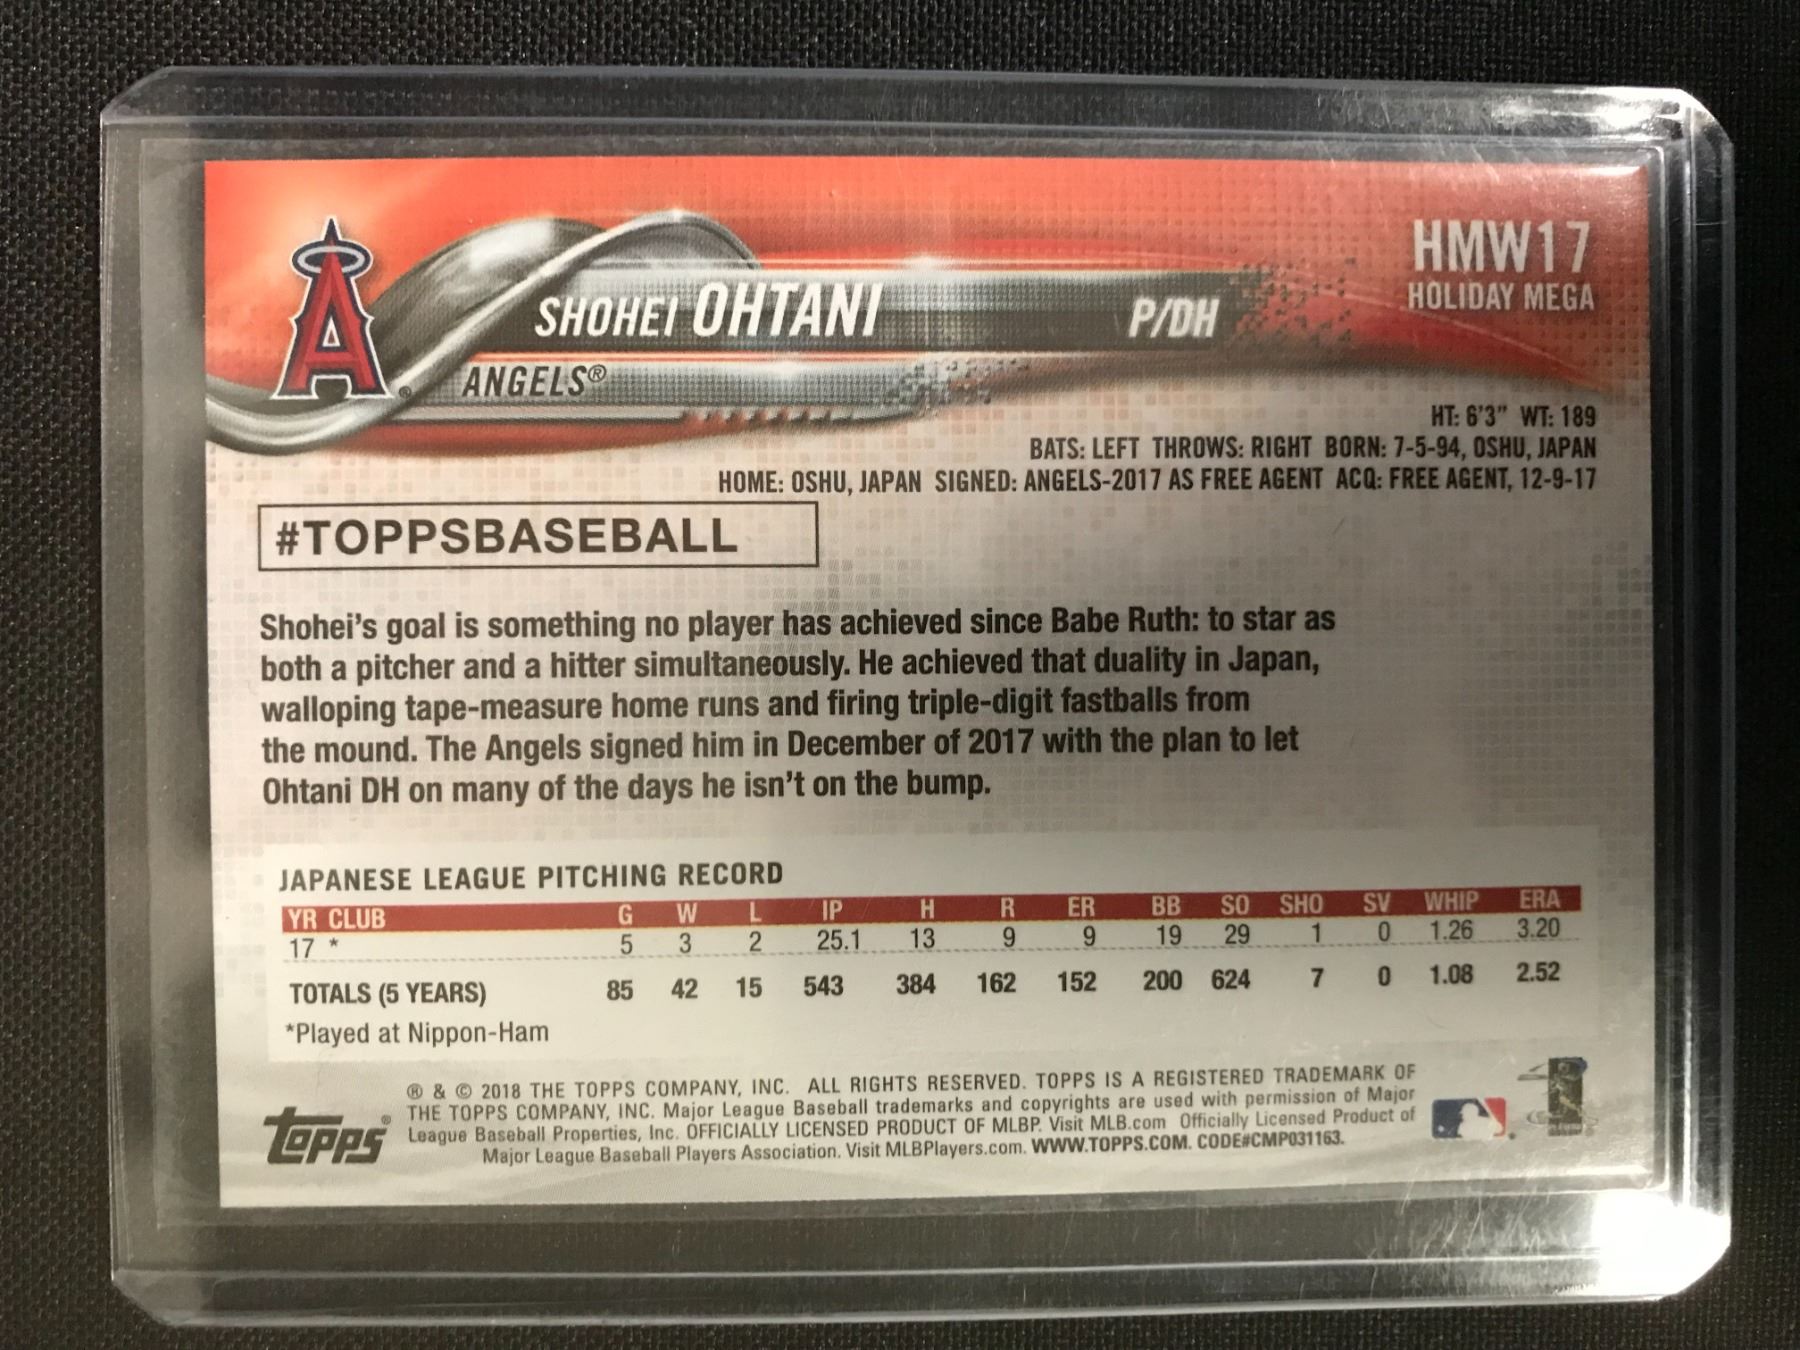 HMW17
HOLIDAY MEGA
A®
SHOHEI OHTANI P/DH
ANGELS®
HT: 6'3" WT: 189
BATS: LEFT THROWS: RIGHT BORN: 7-5-94, OSHU, JAPAN
HOME: OSHU, JAPAN SIGNED: ANGELS-2017 AS FREE AGENT ACQ: FREE AGENT, 12-9-17
#TOPPSBASEBALL
Shohei's goal is something no player has achieved since Babe Ruth: to star as
both a pitcher and a hitter simultaneously. He achieved that duality in Japan,
walloping tape-measure home runs and firing triple-digit fastballs from
the mound. The Angels signed him in December of 2017 with the plan to let
Ohtani DH on many of the days he isn't on the bump.
JAPANESE LEAGUE PITCHING RECORD
YR CLUB G W L IP H R ER BB SO SHO SV WHIP ERA
17 * 5 3 2 25.1 13 9 9 19 29 1 0 1.26 3.20
TOTALS (5 YEARS) 85 42 15 543 384 162 152 200 624 7 0 1.08 2.52
*Played at Nippon-Ham
® & © 2018 THE TOPPS COMPANY, INC. ALL RIGHTS RESERVED. TOPPS IS A REGISTERED TRADEMARK OF
THE TOPPS COMPANY, INC. Major League Baseball trademarks and copyrights are used with permission of Major
League Baseball Properties, Inc. OFFICIALLY LICENSED PRODUCT OF MLBP. Visit MLB.com Officially Licensed Product of
Major League Baseball Players Association. Visit MLBPlayers.com. WWW.TOPPS.COM. CODE#CMP031163.
Topps®